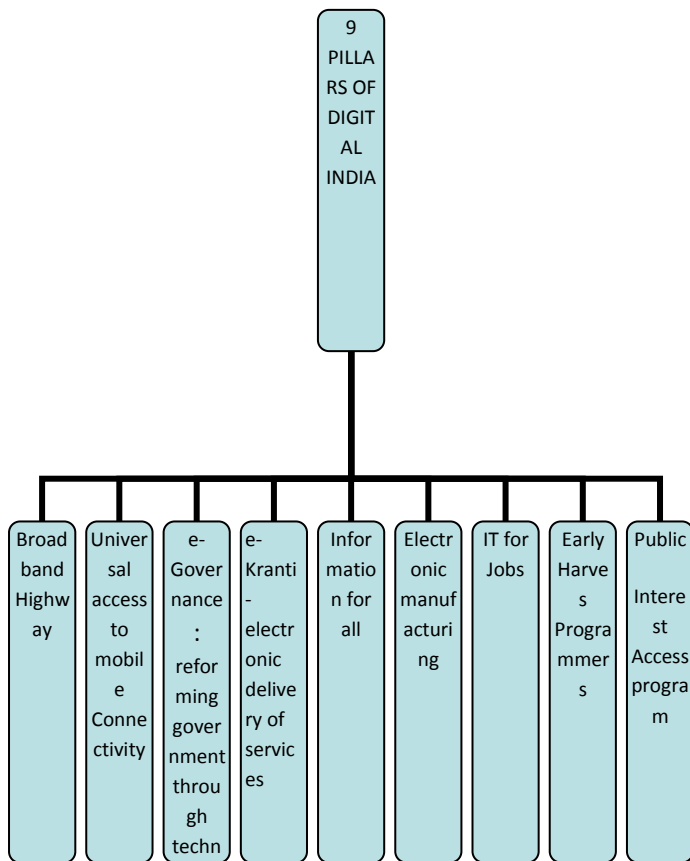 9
PILLA
RS OF
DIGIT
AL
INDIA
Broad
band
Highw
ay
Univer
sal
access
to
mobil
e
Conne
ctivity
e-
Gover
nance
:
refor
ming
gover
nment
throu
gh
techn
e-
Kranti
-
electr
onic
delive
ry of
servic
es
Infor
matio
n for
all
Electr
onic
manuf
acturi
ng
IT for
Jobs
Early
Harve
s
Progra
mmer
s
Public
Intere
st
Access
progra
m